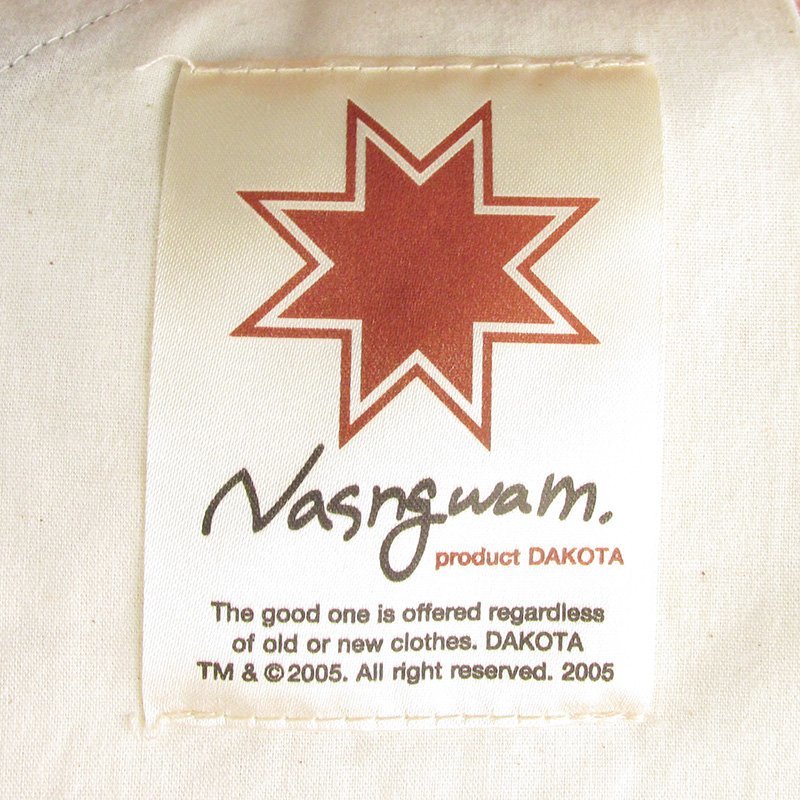 Nasngwam.
product DAKOTA
The good one is offered regardless
of old or new clothes. DAKOTA
TM & © 2005. All right reserved. 2005